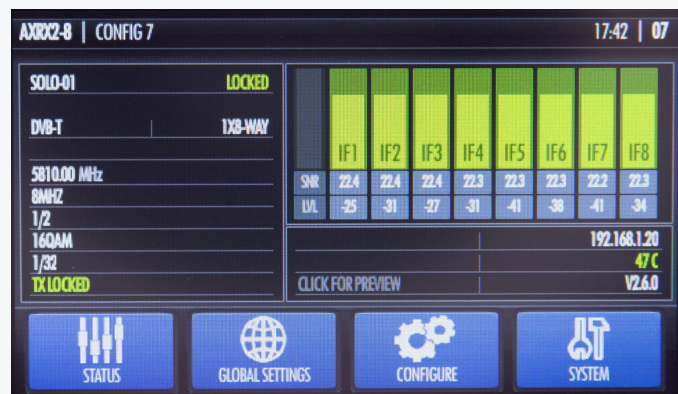 AXRX2-8 | CONFIG 7 17:42 | 07
SOLO-01 LOCKED
DVB-T | 1X8-WAY
5810.00 MHz
8MHZ
1/2
16QAM
1/32
TX LOCKED
IF1 IF2 IF3 IF4 IF5 IF6 IF7 IF8
SNR 22.4 22.4 22.4 22.3 22.3 22.3 22.2 22.3
LVL -25 -31 -27 -31 -41 -38 -41 -34
192.168.1.20
47 C
CLICK FOR PREVIEW V2.6.0
STATUS GLOBAL SETTINGS CONFIGURE SYSTEM